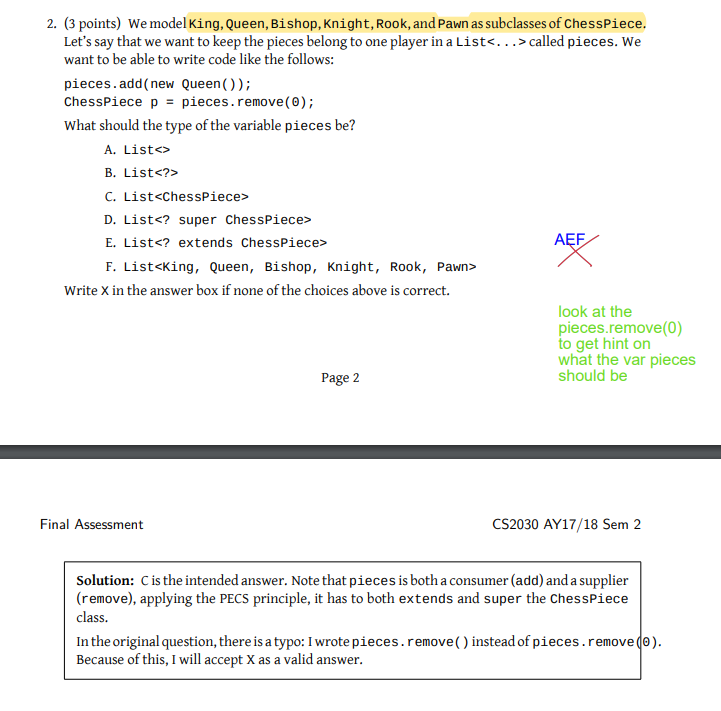 2. (3 points) We model King, Queen, Bishop, Knight, Rook, and Pawn as subclasses of ChessPiece.
Let's say that we want to keep the pieces belong to one player in a List<...> called pieces. We
want to be able to write code like the follows:
pieces.add(new Queen());
ChessPiece p = pieces.remove(0);
What should the type of the variable pieces be?
A. List<>
B. List<?>
C. List<ChessPiece>
D. List<? super ChessPiece>
E. List<? extends ChessPiece>
AEF
F. List<King, Queen, Bishop, Knight, Rook, Pawn>
Write X in the answer box if none of the choices above is correct.
look at the
pieces.remove(0)
to get hint on
what the var pieces
should be
Page 2
Final Assessment CS2030 AY17/18 Sem 2
Solution: C is the intended answer. Note that pieces is both a consumer (add) and a supplier
(remove), applying the PECS principle, it has to both extends and super the ChessPiece
class.
In the original question, there is a typo: I wrote pieces.remove() instead of pieces.remove(0).
Because of this, I will accept X as a valid answer.